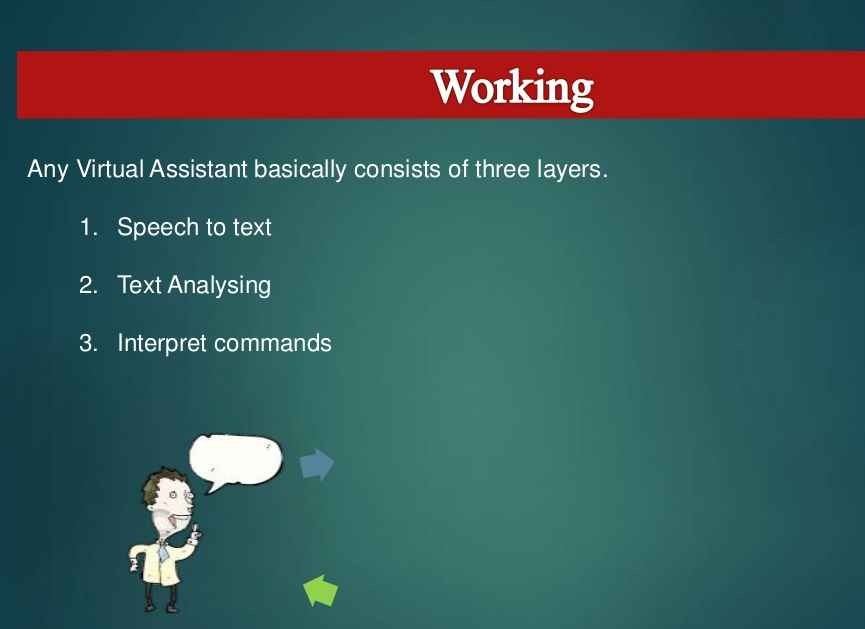 Working
Any Virtual Assistant basically consists of three layers.
1. Speech to text
2. Text Analysing
3. Interpret commands